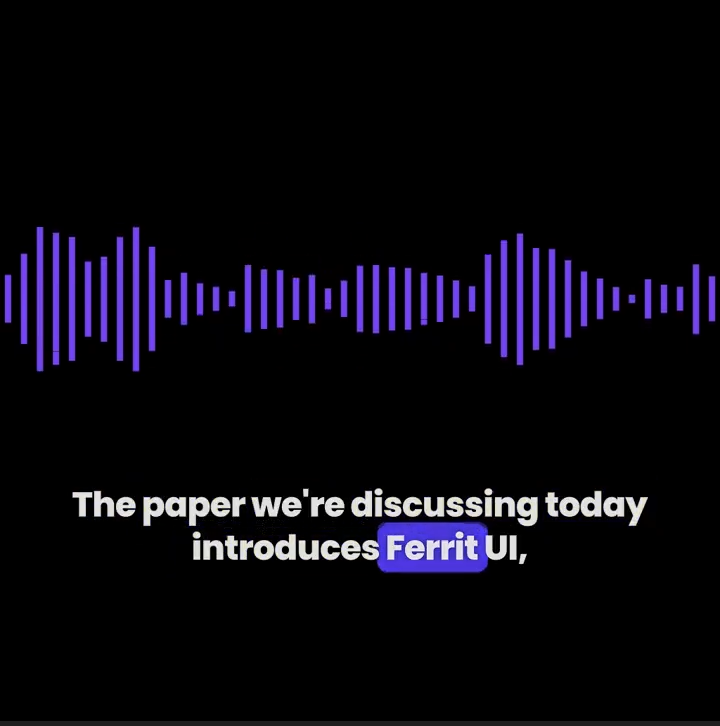 The paper we're discussing today
introduces Ferrit UI,